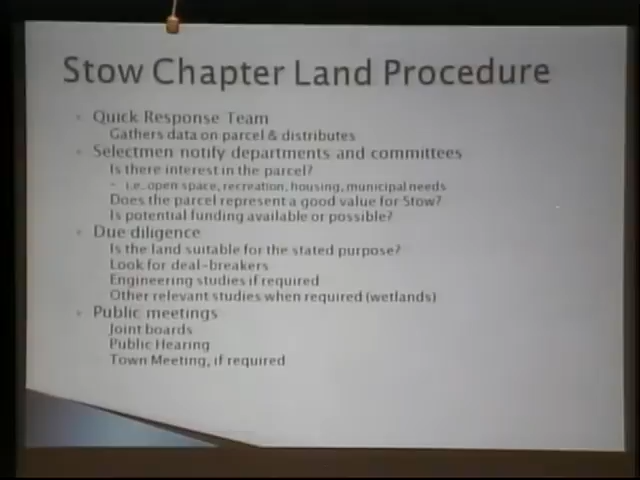 Stow Chapter Land Procedure
Quick Response Team
Gathers data on parcel & distributes
Selectmen notify departments and committees
Is there interest in the parcel?
- i.e. open space, recreation, housing, municipal needs
Does the parcel represent a good value for Stow?
Is potential funding available or possible?
Due diligence
Is the land suitable for the stated purpose?
Look for deal-breakers
Engineering studies if required
Other relevant studies when required (wetlands)
Public meetings
Joint boards
Public Hearing
Town Meeting, if required